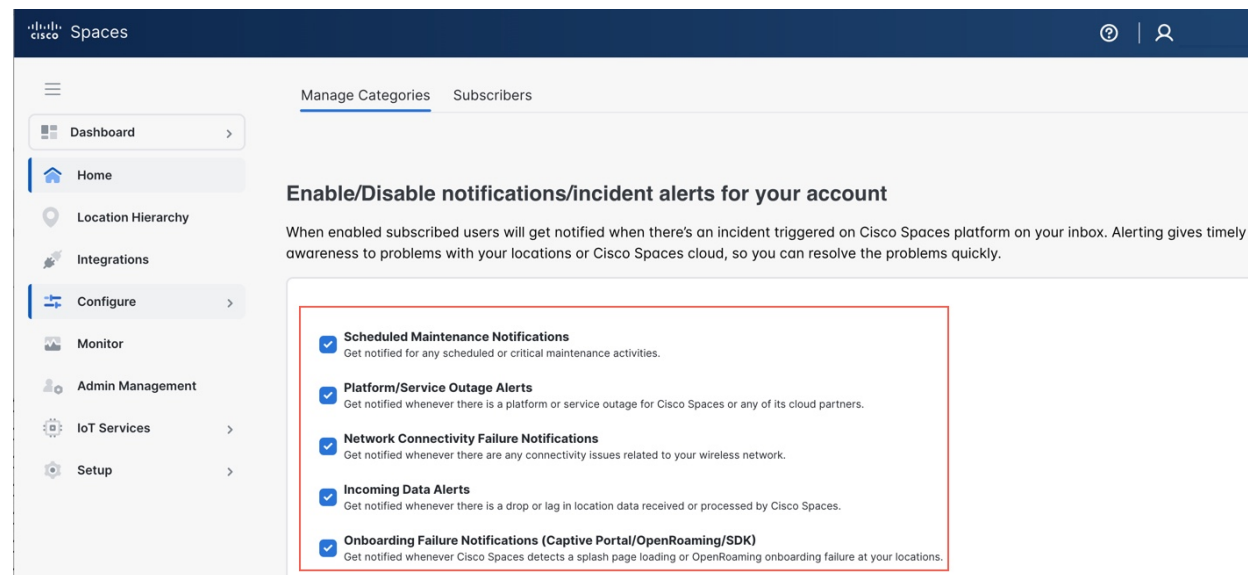 cisco Spaces
Manage Categories Subscribers
Dashboard
Home
Location Hierarchy
Integrations
Configure
Monitor
Admin Management
IoT Services
Setup
Enable/Disable notifications/incident alerts for your account
When enabled subscribed users will get notified when there's an incident triggered on Cisco Spaces platform on your inbox. Alerting gives timely
awareness to problems with your locations or Cisco Spaces cloud, so you can resolve the problems quickly.
Scheduled Maintenance Notifications
Get notified for any scheduled or critical maintenance activities.
Platform/Service Outage Alerts
Get notified whenever there is a platform or service outage for Cisco Spaces or any of its cloud partners.
Network Connectivity Failure Notifications
Get notified whenever there are any connectivity issues related to your wireless network.
Incoming Data Alerts
Get notified whenever there is a drop or lag in location data received or processed by Cisco Spaces.
Onboarding Failure Notifications (Captive Portal/OpenRoaming/SDK)
Get notified whenever Cisco Spaces detects a splash page loading or OpenRoaming onboarding failure at your locations.